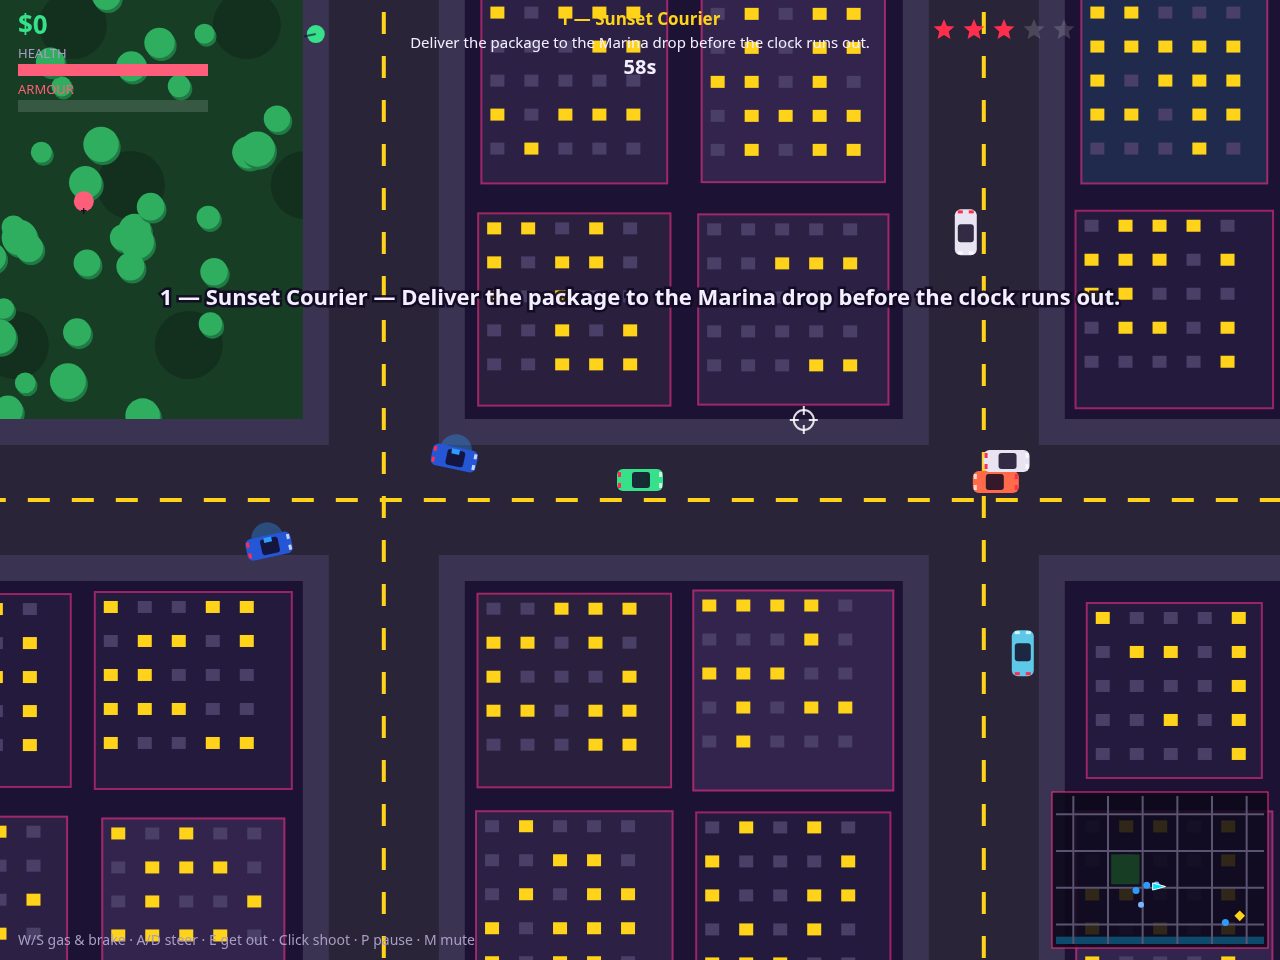 $0
HEALTH
ARMOUR
1 — Sunset Courier
Deliver the package to the Marina drop before the clock runs out.
58s
1 — Sunset Courier — Deliver the package to the Marina drop before the clock runs out.
W/S gas & brake · A/D steer · E get out · Click shoot · P pause · M mute